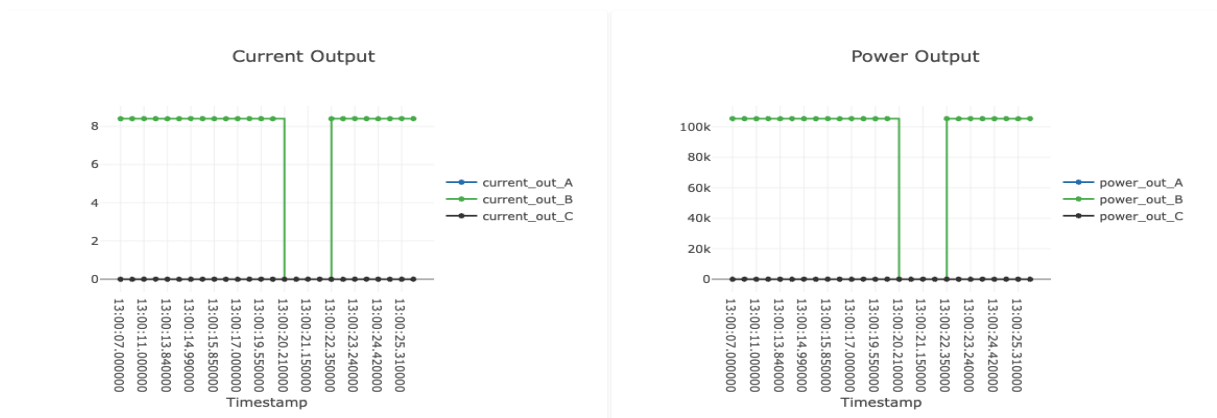 Current Output
8
6
4
2
0
13:00:07.000000
13:00:11.000000
13:00:13.840000
13:00:14.990000
13:00:15.850000
13:00:17.000000
13:00:19.550000
13:00:20.210000
13:00:21.150000
13:00:22.350000
13:00:23.240000
13:00:24.420000
13:00:25.310000
Timestamp
current_out_A
current_out_B
current_out_C
Power Output
100k
80k
60k
40k
20k
0
13:00:07.000000
13:00:11.000000
13:00:13.840000
13:00:14.990000
13:00:15.850000
13:00:17.000000
13:00:19.550000
13:00:20.210000
13:00:21.150000
13:00:22.350000
13:00:23.240000
13:00:24.420000
13:00:25.310000
Timestamp
power_out_A
power_out_B
power_out_C